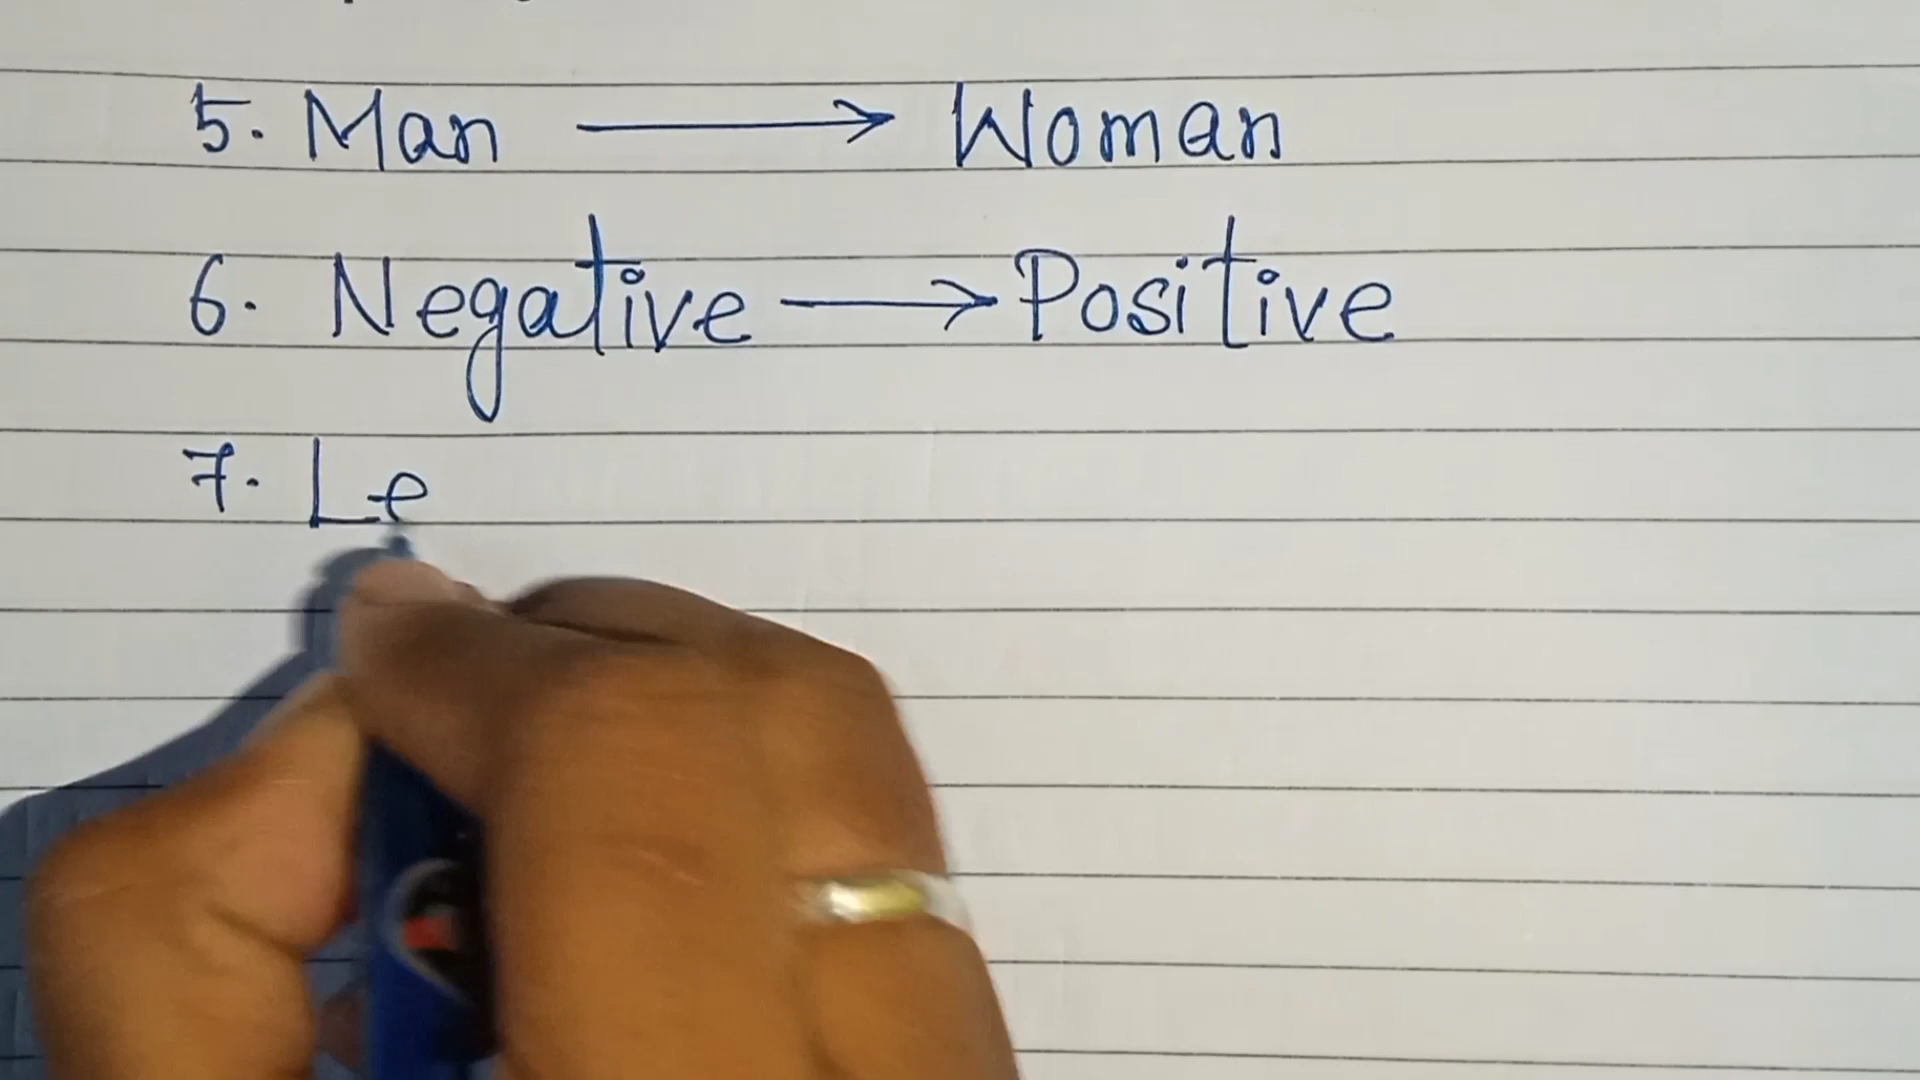 5. Man → Woman
6. Negative → Positive
7. Le